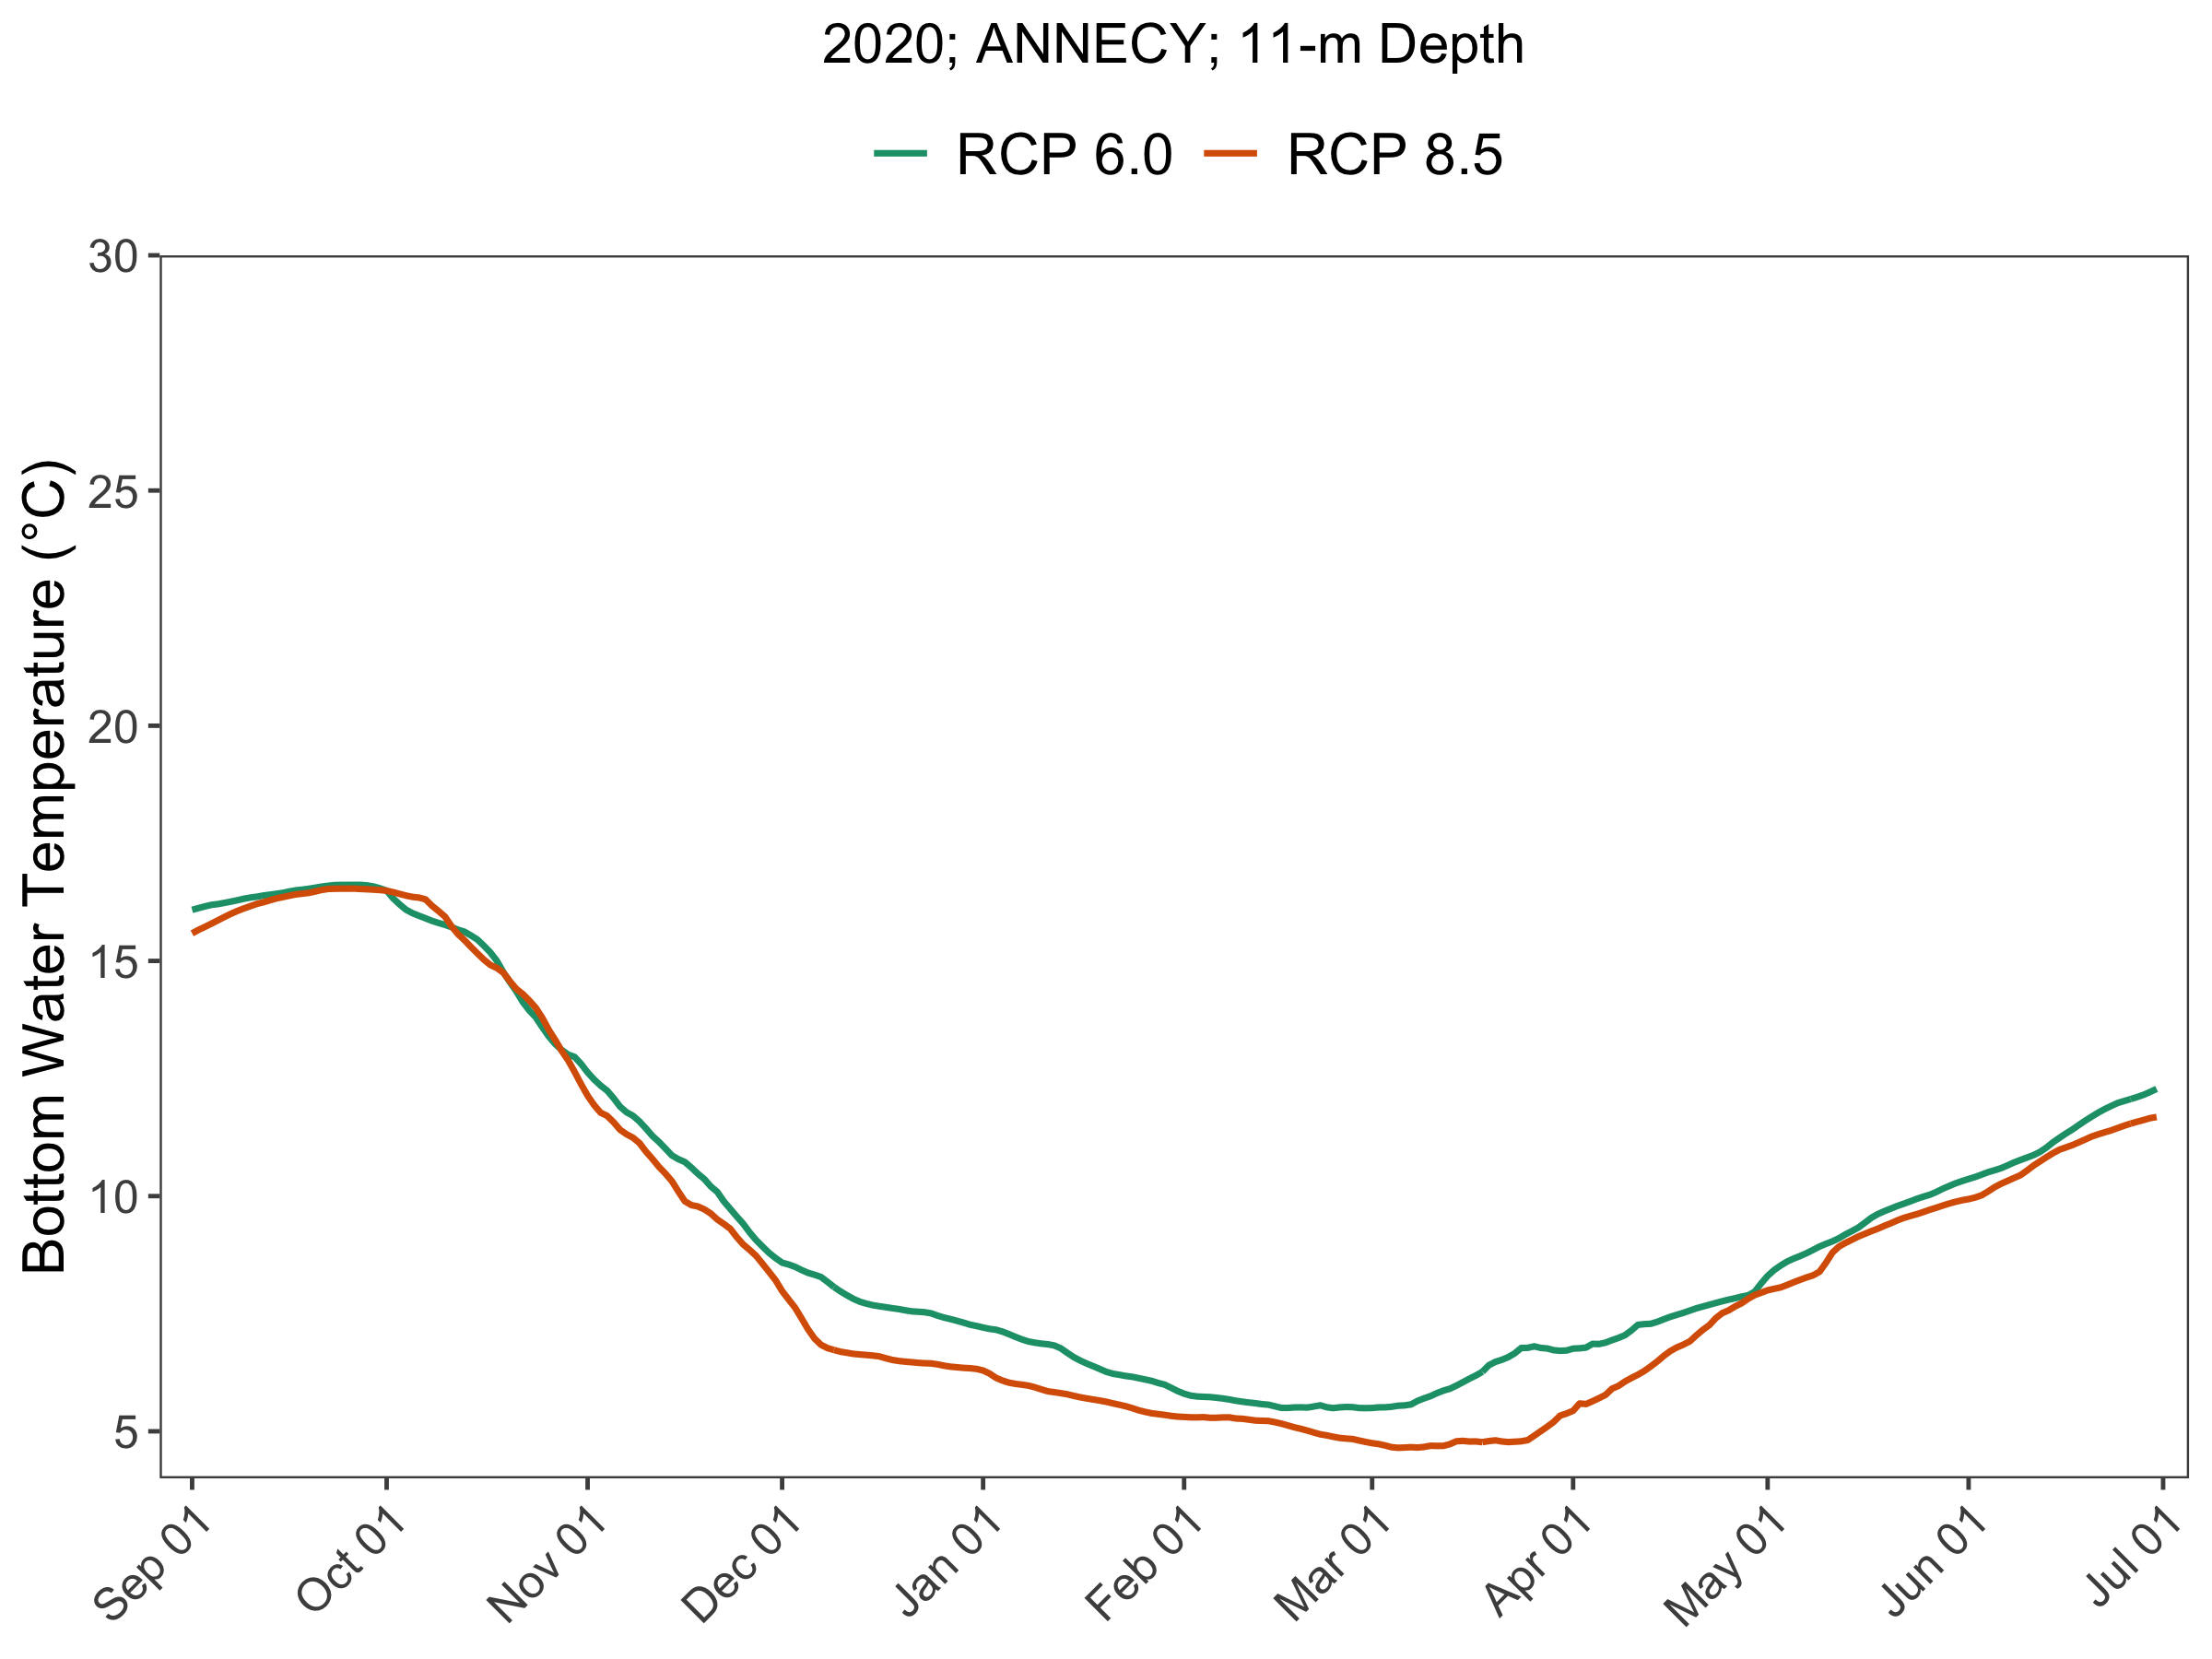 2020; ANNECY; 11-m Depth
RCP 6.0 RCP 8.5
Bottom Water Temperature (°C)
30
25
20
15
10
5
Sep 01
Oct 01
Nov 01
Dec 01
Jan 01
Feb 01
Mar 01
Apr 01
May 01
Jun 01
Jul 01